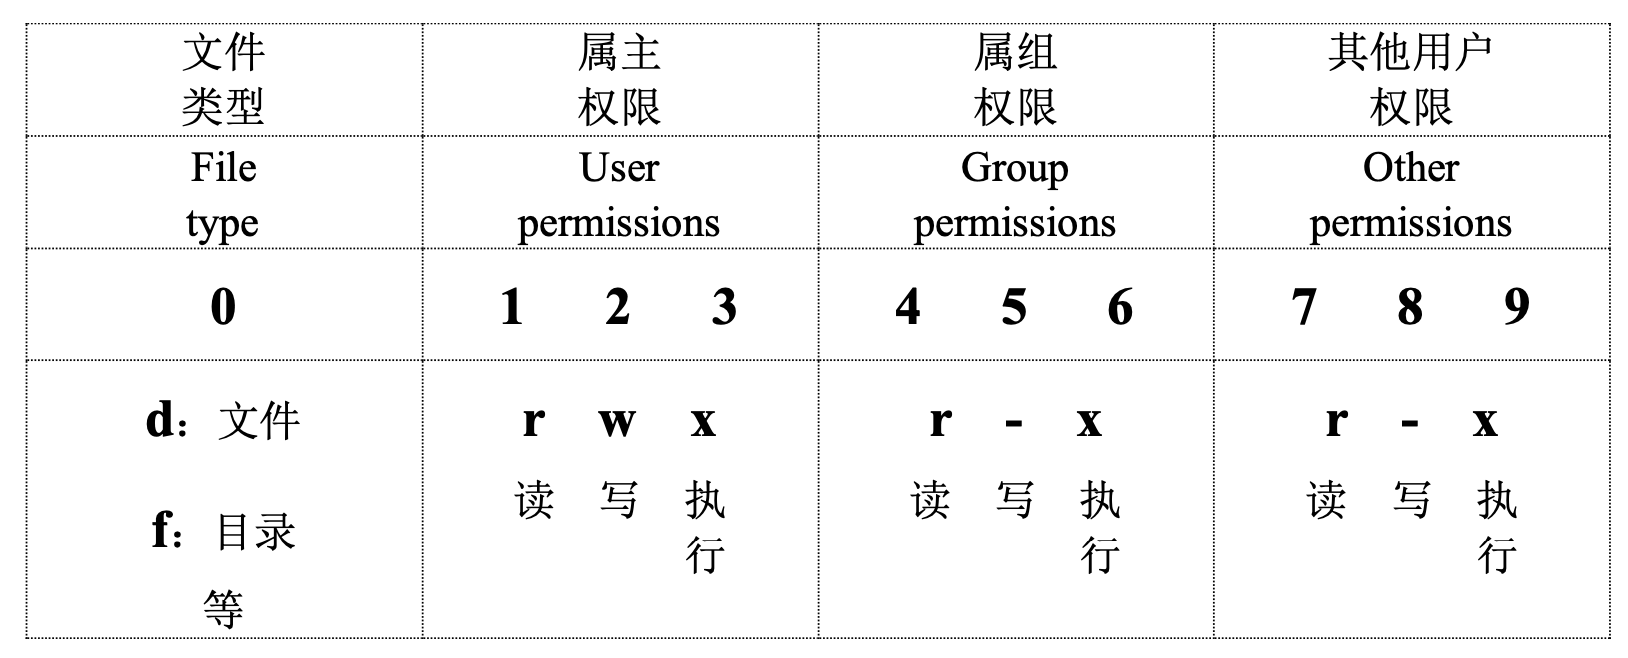 文件 属主 属组 其他用户
类型 权限 权限 权限
File User Group Other
type permissions permissions permissions
0 1 2 3 4 5 6 7 8 9
d：文件 r w x r - x r - x
读 写 执 读 写 执 读 写 执
f：目录 行 行 行
等